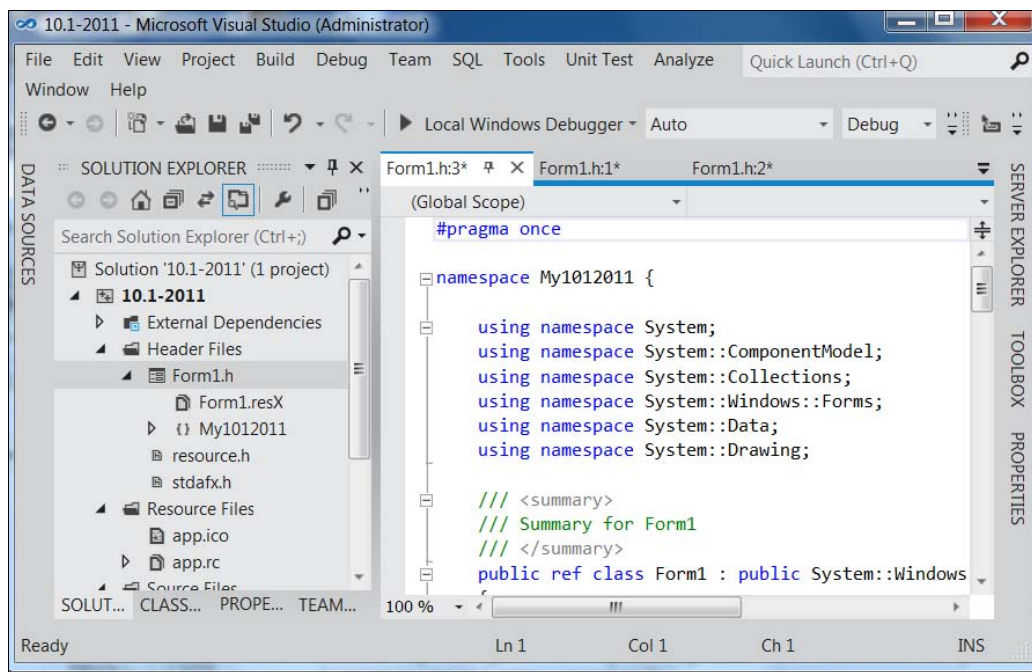 10.1-2011 - Microsoft Visual Studio (Administrator)
File Edit View Project Build Debug Team SQL Tools Unit Test Analyze Quick Launch (Ctrl+Q)
Window Help
Local Windows Debugger Auto Debug
DATA SOURCES
SOLUTION EXPLORER
Search Solution Explorer (Ctrl+;)
Solution '10.1-2011' (1 project)
10.1-2011
External Dependencies
Header Files
Form1.h
Form1.resX
{} My1012011
resource.h
stdafx.h
Resource Files
app.ico
app.rc
Source Files
SOLUT... CLASS... PROPE... TEAM...
Form1.h:3* Form1.h:1* Form1.h:2*
(Global Scope)
#pragma once
namespace My1012011 {
using namespace System;
using namespace System::ComponentModel;
using namespace System::Collections;
using namespace System::Windows::Forms;
using namespace System::Data;
using namespace System::Drawing;
/// <summary>
/// Summary for Form1
/// </summary>
public ref class Form1 : public System::Windows
{
100 %
SERVER EXPLORER
TOOLBOX
PROPERTIES
Ready Ln 1 Col 1 Ch 1 INS